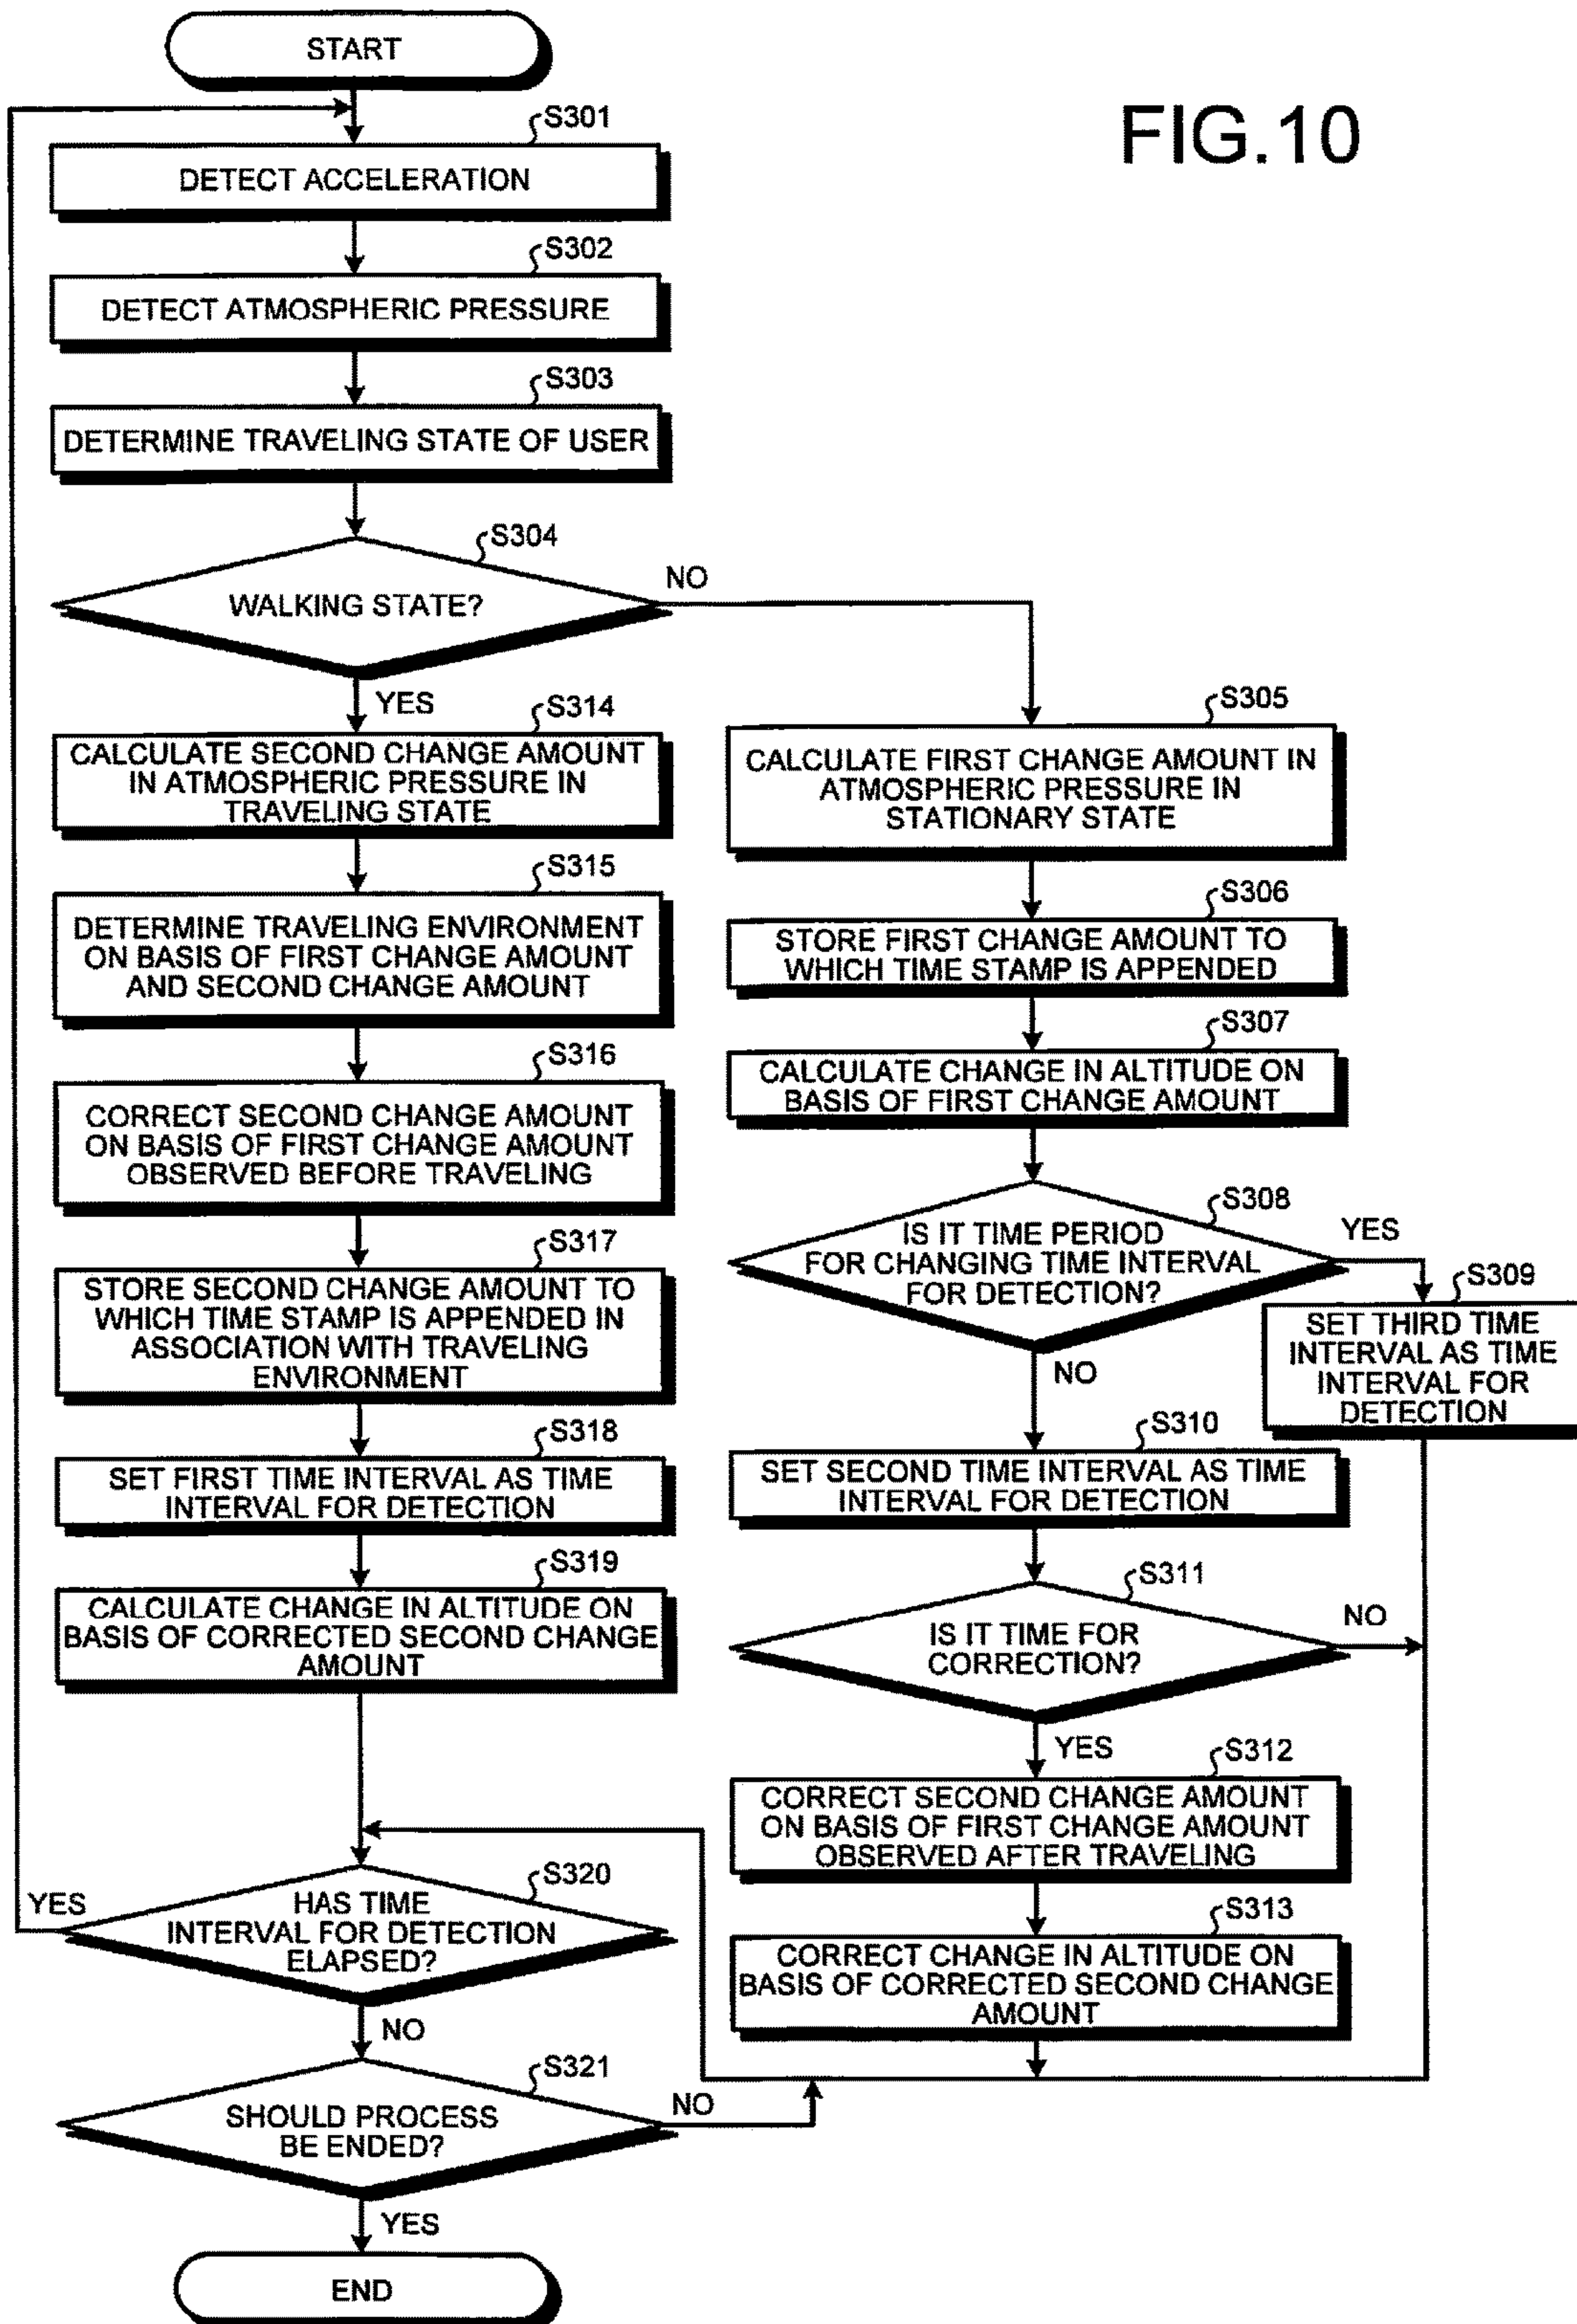 FIG.10
START
S301
DETECT ACCELERATION
S302
DETECT ATMOSPHERIC PRESSURE
S303
DETERMINE TRAVELING STATE OF USER
S304
WALKING STATE?
NO
YES
S314
CALCULATE SECOND CHANGE AMOUNT
IN ATMOSPHERIC PRESSURE IN
TRAVELING STATE
S315
DETERMINE TRAVELING ENVIRONMENT
ON BASIS OF FIRST CHANGE AMOUNT
AND SECOND CHANGE AMOUNT
S316
CORRECT SECOND CHANGE AMOUNT
ON BASIS OF FIRST CHANGE AMOUNT
OBSERVED BEFORE TRAVELING
S317
STORE SECOND CHANGE AMOUNT TO
WHICH TIME STAMP IS APPENDED IN
ASSOCIATION WITH TRAVELING
ENVIRONMENT
S318
SET FIRST TIME INTERVAL AS TIME
INTERVAL FOR DETECTION
S319
CALCULATE CHANGE IN ALTITUDE ON
BASIS OF CORRECTED SECOND CHANGE
AMOUNT
S305
CALCULATE FIRST CHANGE AMOUNT IN
ATMOSPHERIC PRESSURE IN
STATIONARY STATE
S306
STORE FIRST CHANGE AMOUNT TO
WHICH TIME STAMP IS APPENDED
S307
CALCULATE CHANGE IN ALTITUDE ON
BASIS OF FIRST CHANGE AMOUNT
S308
IS IT TIME PERIOD
FOR CHANGING TIME INTERVAL
FOR DETECTION?
YES
NO
S309
SET THIRD TIME
INTERVAL AS TIME
INTERVAL FOR
DETECTION
S310
SET SECOND TIME INTERVAL AS TIME
INTERVAL FOR DETECTION
S311
IS IT TIME FOR
CORRECTION?
NO
YES
S312
CORRECT SECOND CHANGE AMOUNT
ON BASIS OF FIRST CHANGE AMOUNT
OBSERVED AFTER TRAVELING
S313
CORRECT CHANGE IN ALTITUDE ON
BASIS OF CORRECTED SECOND CHANGE
AMOUNT
S320
HAS TIME
INTERVAL FOR DETECTION
ELAPSED?
YES
NO
S321
SHOULD PROCESS
BE ENDED?
NO
YES
END